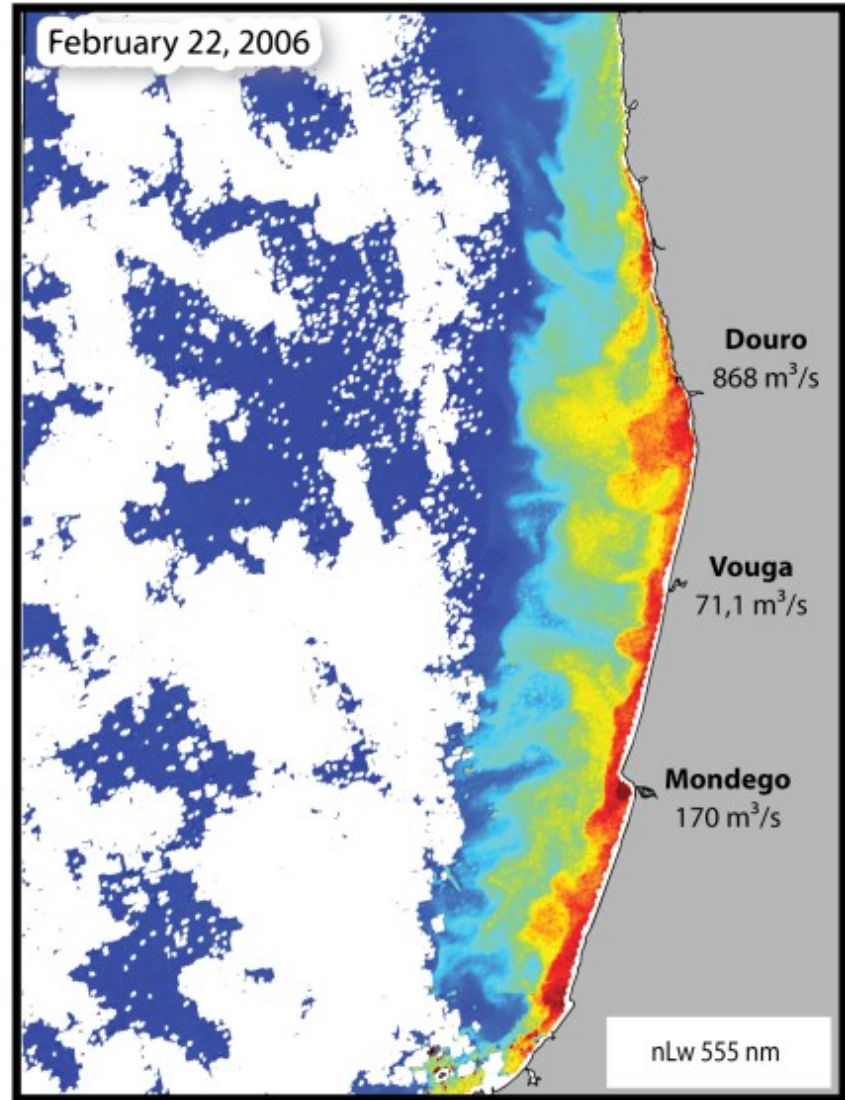 February 22, 2006
Douro
868 m³/s
Vouga
71,1 m³/s
Mondego
170 m³/s
nLw 555 nm